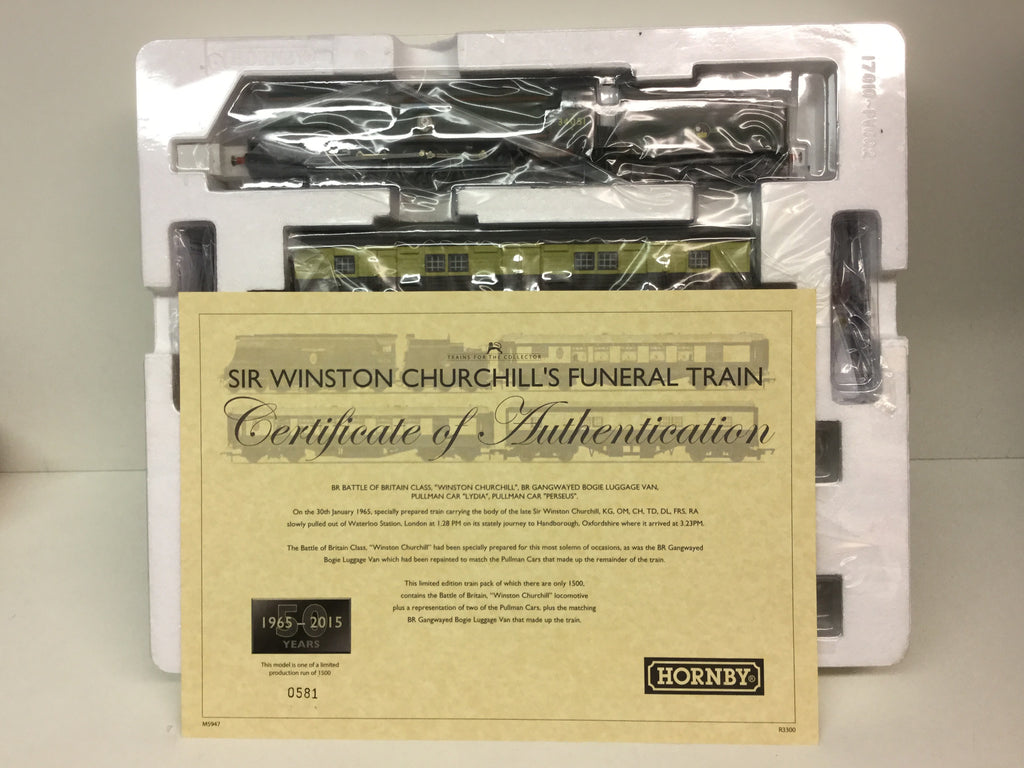 34051
TRAINS FOR THE COLLECTOR
SIR WINSTON CHURCHILL'S FUNERAL TRAIN
Certificate of Authentication
BR BATTLE OF BRITAIN CLASS, "WINSTON CHURCHILL", BR GANGWAYED BOGIE LUGGAGE VAN,
PULLMAN CAR "LYDIA", PULLMAN CAR "PERSEUS".
On the 30th January 1965, specially prepared train carrying the body of the late Sir Winston Churchill, KG, OM, CH, TD, DL, FRS, RA
slowly pulled out of Waterloo Station, London at 1.28 PM on its stately journey to Handborough, Oxfordshire where it arrived at 3.23PM.
The Battle of Britain Class, "Winston Churchill" had been specially prepared for this most solemn of occasions, as was the BR Gangwayed
Bogie Luggage Van which had been repainted to match the Pullman Cars that made up the remainder of the train.
This limited edition train pack of which there are only 1500,
contains the Battle of Britain, "Winston Churchill" locomotive
plus a representation of two of the Pullman Cars, plus the matching
BR Gangwayed Bogie Luggage Van that made up the train.
50
1965 – 2015
YEARS
This model is one of a limited
production run of 1500
0581
HORNBY®
M5947
R3300